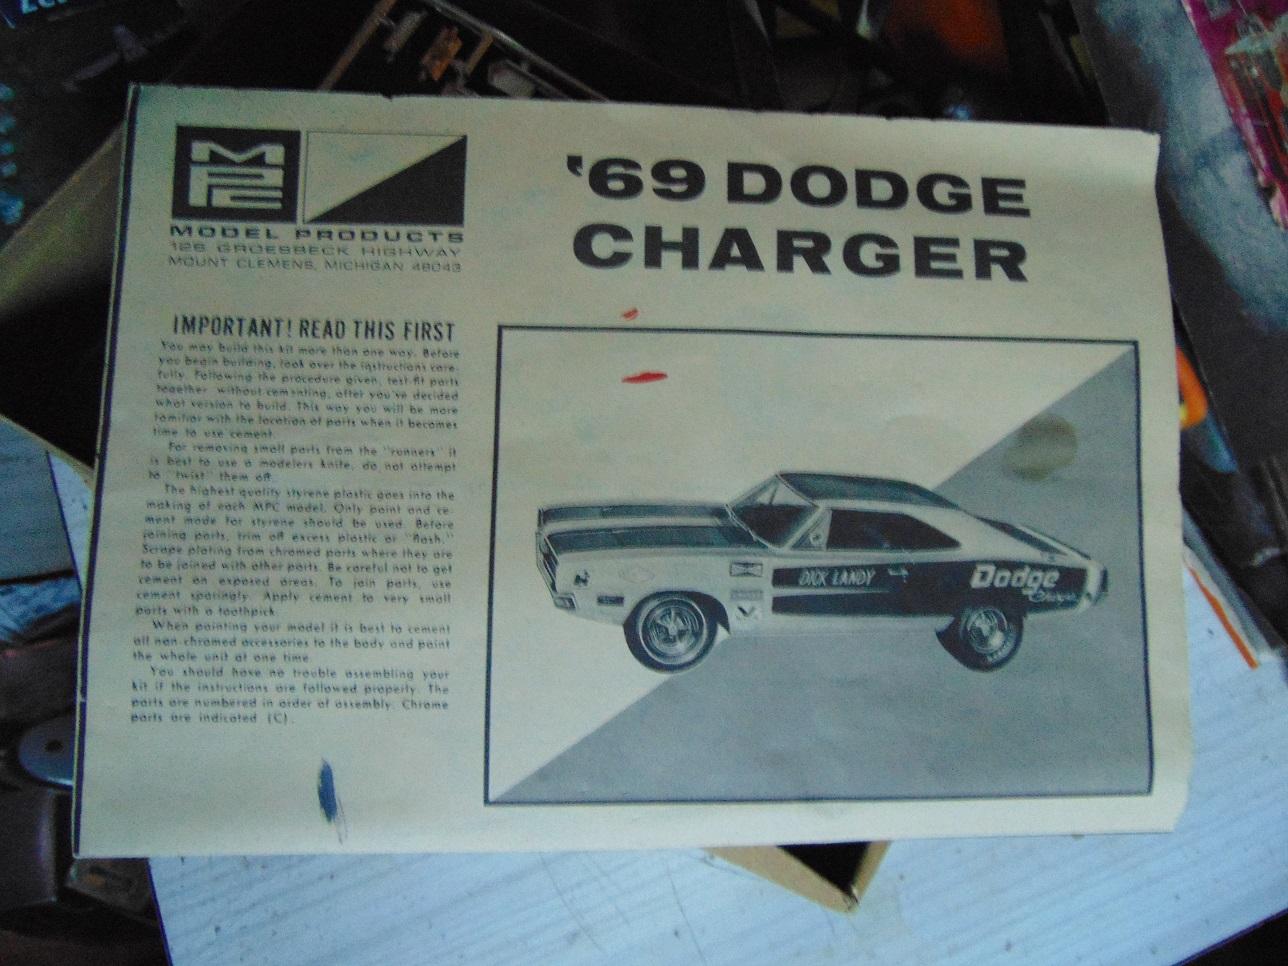 MPC
MODEL PRODUCTS
126 GROESBECK HIGHWAY
MOUNT CLEMENS, MICHIGAN 48043
'69 DODGE
CHARGER
IMPORTANT! READ THIS FIRST
You may build this kit more than one way. Before
you begin building, look over the instructions care-
fully. Following the procedure given, test-fit parts
together without cementing, after you've decided
what version to build. This way you will be more
familiar with the location of parts when it becomes
time to use cement.
For removing small parts from the "runners" it
is best to use a modelers knife, do not attempt
to "twist" them off.
The highest quality styrene plastic goes into the
making of each MPC model. Only paint and ce-
ment made for styrene should be used. Before
joining parts, trim off excess plastic or "flash."
Scrape plating from chromed parts where they are
to be joined with other parts. Be careful not to get
cement on exposed areas. To join parts, use
cement sparingly. Apply cement to very small
parts with a toothpick.
When painting your model it is best to cement
all non-chromed accessories to the body and paint
the whole unit at one time.
You should have no trouble assembling your
kit if the instructions are followed properly. The
parts are numbered in order of assembly. Chrome
parts are indicated (C).
DICK LANDY
Dodge
Charger